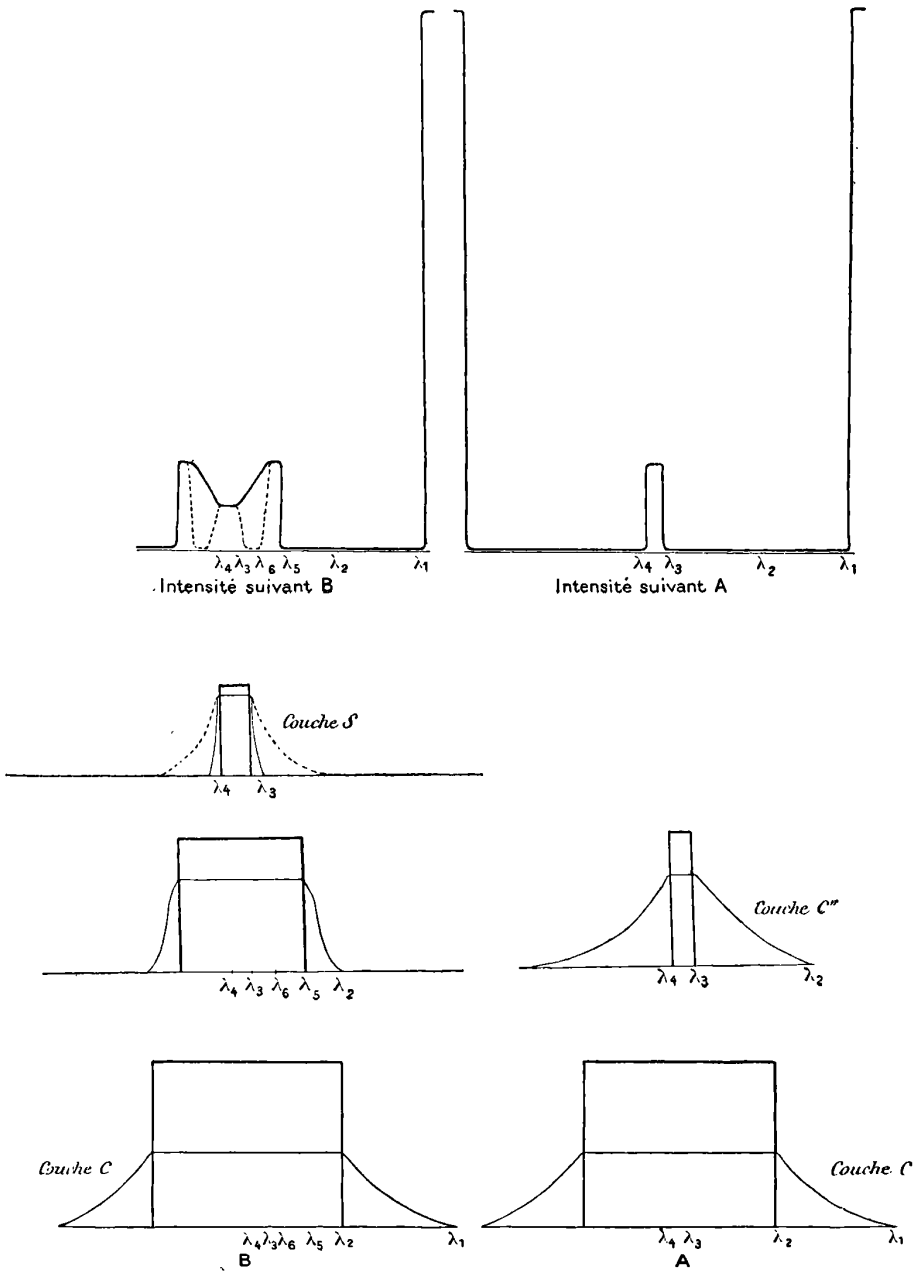 λ₄ λ₃ λ₆ λ₅ λ₂ λ₁
Intensité suivant B
λ₄ λ₃ λ₂ λ₁
Intensité suivant A
Couche S
λ₄ λ₃
λ₄ λ₃ λ₆ λ₅ λ₂
Couche C"
λ₄ λ₃ λ₂
Couche C
λ₄ λ₃ λ₆ λ₅ λ₂ λ₁
B
Couche C
λ₄ λ₃ λ₂ λ₁
A